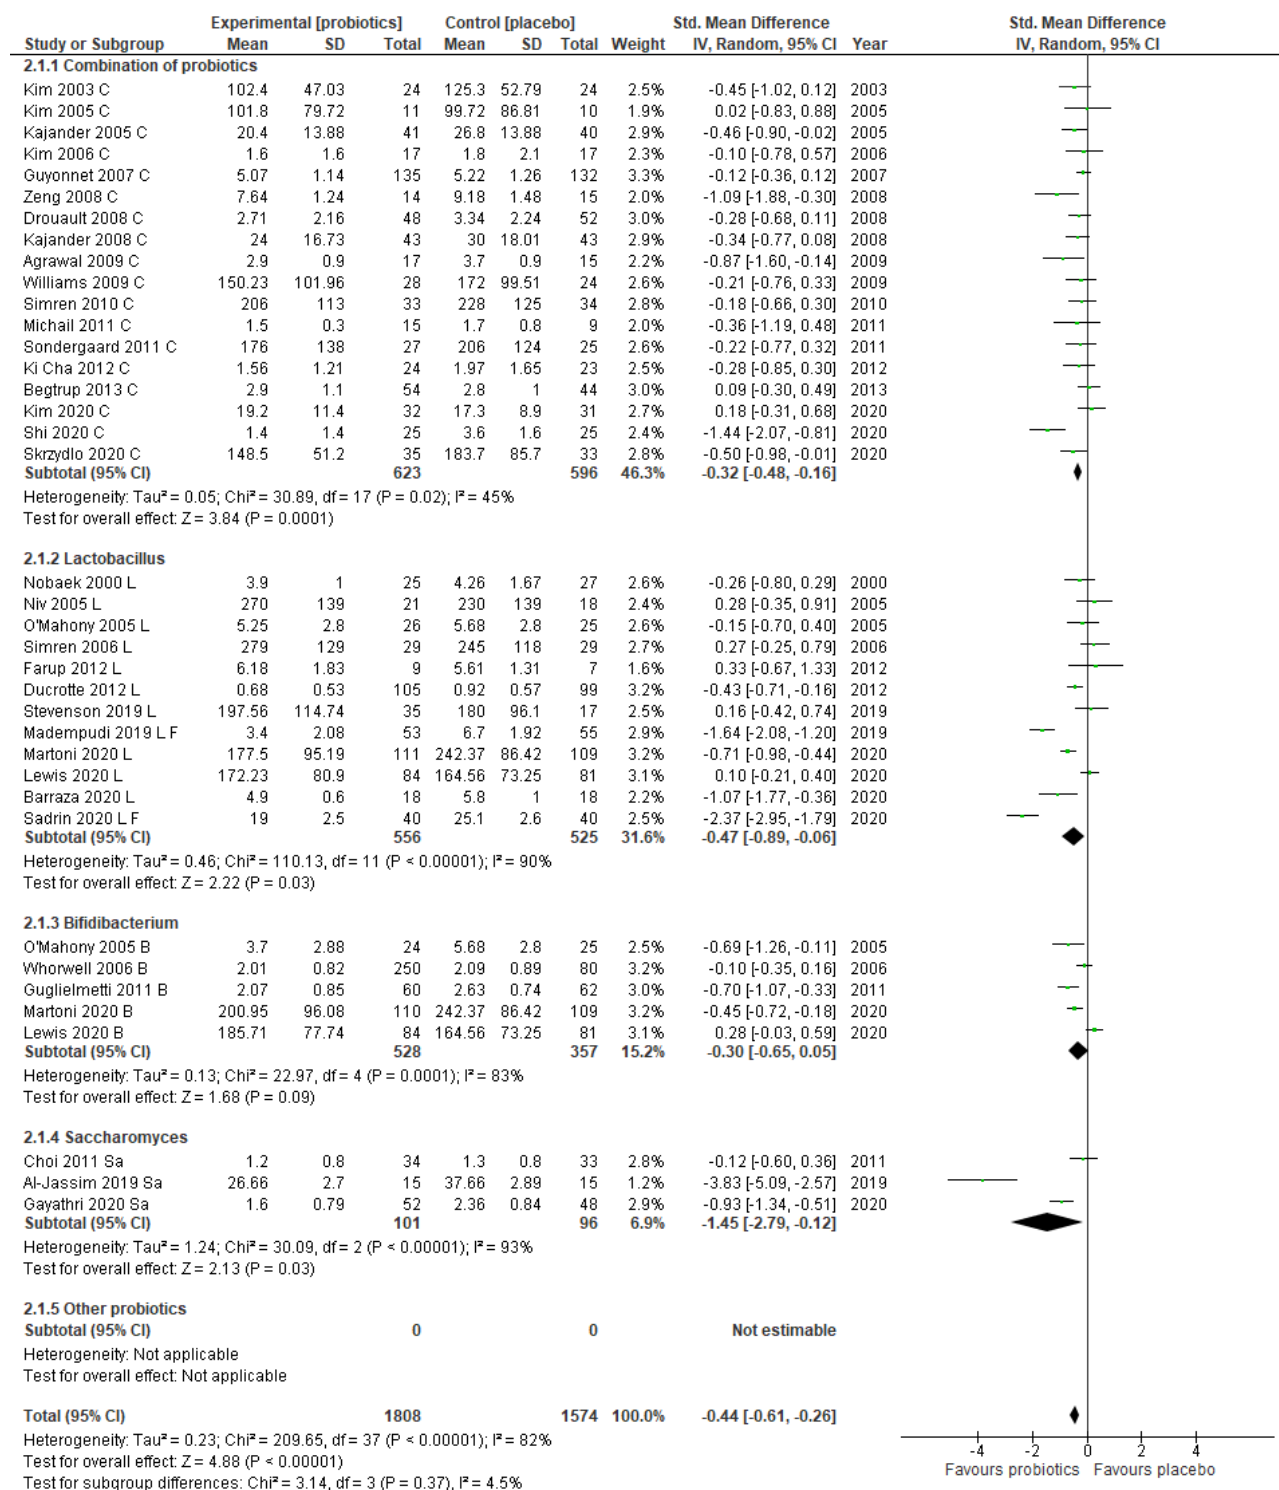 Experimental [probiotics] Control [placebo] Std. Mean Difference Std. Mean Difference
Study or Subgroup Mean SD Total Mean SD Total Weight IV, Random, 95% CI Year IV, Random, 95% CI
2.1.1 Combination of probiotics
Kim 2003 C 102.4 47.03 24 125.3 52.79 24 2.5% -0.45 [-1.02, 0.12] 2003
Kim 2005 C 101.8 79.72 11 99.72 86.81 10 1.9% 0.02 [-0.83, 0.88] 2005
Kajander 2005 C 20.4 13.88 41 26.8 13.88 40 2.9% -0.46 [-0.90, -0.02] 2005
Kim 2006 C 1.6 1.6 17 1.8 2.1 17 2.3% -0.10 [-0.78, 0.57] 2006
Guyonnet 2007 C 5.07 1.14 135 5.22 1.26 132 3.3% -0.12 [-0.36, 0.12] 2007
Zeng 2008 C 7.64 1.24 14 9.18 1.48 15 2.0% -1.09 [-1.88, -0.30] 2008
Drouault 2008 C 2.71 2.16 48 3.34 2.24 52 3.0% -0.28 [-0.68, 0.11] 2008
Kajander 2008 C 24 16.73 43 30 18.01 43 2.9% -0.34 [-0.77, 0.08] 2008
Agrawal 2009 C 2.9 0.9 17 3.7 0.9 15 2.2% -0.87 [-1.60, -0.14] 2009
Williams 2009 C 150.23 101.96 28 172 99.51 24 2.6% -0.21 [-0.76, 0.33] 2009
Simren 2010 C 206 113 33 228 125 34 2.8% -0.18 [-0.66, 0.30] 2010
Michail 2011 C 1.5 0.3 15 1.7 0.8 9 2.0% -0.36 [-1.19, 0.48] 2011
Sondergaard 2011 C 176 138 27 206 124 25 2.6% -0.22 [-0.77, 0.32] 2011
Ki Cha 2012 C 1.56 1.21 24 1.97 1.65 23 2.5% -0.28 [-0.85, 0.30] 2012
Begtrup 2013 C 2.9 1.1 54 2.8 1 44 3.0% 0.09 [-0.30, 0.49] 2013
Kim 2020 C 19.2 11.4 32 17.3 8.9 31 2.7% 0.18 [-0.31, 0.68] 2020
Shi 2020 C 1.4 1.4 25 3.6 1.6 25 2.4% -1.44 [-2.07, -0.81] 2020
Skrzydlo 2020 C 148.5 51.2 35 183.7 85.7 33 2.8% -0.50 [-0.98, -0.01] 2020
Subtotal (95% CI) 623 596 46.3% -0.32 [-0.48, -0.16]
Heterogeneity: Tau² = 0.05; Chi² = 30.89, df = 17 (P = 0.02); I² = 45%
Test for overall effect: Z = 3.84 (P = 0.0001)
2.1.2 Lactobacillus
Nobaek 2000 L 3.9 1 25 4.26 1.67 27 2.6% -0.26 [-0.80, 0.29] 2000
Niv 2005 L 270 139 21 230 139 18 2.4% 0.28 [-0.35, 0.91] 2005
O'Mahony 2005 L 5.25 2.8 26 5.68 2.8 25 2.6% -0.15 [-0.70, 0.40] 2005
Simren 2006 L 279 129 29 245 118 29 2.7% 0.27 [-0.25, 0.79] 2006
Farup 2012 L 6.18 1.83 9 5.61 1.31 7 1.6% 0.33 [-0.67, 1.33] 2012
Ducrotte 2012 L 0.68 0.53 105 0.92 0.57 99 3.2% -0.43 [-0.71, -0.16] 2012
Stevenson 2019 L 197.56 114.74 35 180 96.1 17 2.5% 0.16 [-0.42, 0.74] 2019
Madempudi 2019 L F 3.4 2.08 53 6.7 1.92 55 2.9% -1.64 [-2.08, -1.20] 2019
Martoni 2020 L 177.5 95.19 111 242.37 86.42 109 3.2% -0.71 [-0.98, -0.44] 2020
Lewis 2020 L 172.23 80.9 84 164.56 73.25 81 3.1% 0.10 [-0.21, 0.40] 2020
Barraza 2020 L 4.9 0.6 18 5.8 1 18 2.2% -1.07 [-1.77, -0.36] 2020
Sadrin 2020 L F 19 2.5 40 25.1 2.6 40 2.5% -2.37 [-2.95, -1.79] 2020
Subtotal (95% CI) 556 525 31.6% -0.47 [-0.89, -0.06]
Heterogeneity: Tau² = 0.46; Chi² = 110.13, df = 11 (P < 0.00001); I² = 90%
Test for overall effect: Z = 2.22 (P = 0.03)
2.1.3 Bifidibacterium
O'Mahony 2005 B 3.7 2.88 24 5.68 2.8 25 2.5% -0.69 [-1.26, -0.11] 2005
Whorwell 2006 B 2.01 0.82 250 2.09 0.89 80 3.2% -0.10 [-0.35, 0.16] 2006
Guglielmetti 2011 B 2.07 0.85 60 2.63 0.74 62 3.0% -0.70 [-1.07, -0.33] 2011
Martoni 2020 B 200.95 96.08 110 242.37 86.42 109 3.2% -0.45 [-0.72, -0.18] 2020
Lewis 2020 B 185.71 77.74 84 164.56 73.25 81 3.1% 0.28 [-0.03, 0.59] 2020
Subtotal (95% CI) 528 357 15.2% -0.30 [-0.65, 0.05]
Heterogeneity: Tau² = 0.13; Chi² = 22.97, df = 4 (P = 0.0001); I² = 83%
Test for overall effect: Z = 1.68 (P = 0.09)
2.1.4 Saccharomyces
Choi 2011 Sa 1.2 0.8 34 1.3 0.8 33 2.8% -0.12 [-0.60, 0.36] 2011
Al-Jassim 2019 Sa 26.66 2.7 15 37.66 2.89 15 1.2% -3.83 [-5.09, -2.57] 2019
Gayathri 2020 Sa 1.6 0.79 52 2.36 0.84 48 2.9% -0.93 [-1.34, -0.51] 2020
Subtotal (95% CI) 101 96 6.9% -1.45 [-2.79, -0.12]
Heterogeneity: Tau² = 1.24; Chi² = 30.09, df = 2 (P < 0.00001); I² = 93%
Test for overall effect: Z = 2.13 (P = 0.03)
2.1.5 Other probiotics
Subtotal (95% CI) 0 0 Not estimable
Heterogeneity: Not applicable
Test for overall effect: Not applicable
Total (95% CI) 1808 1574 100.0% -0.44 [-0.61, -0.26]
Heterogeneity: Tau² = 0.23; Chi² = 209.65, df = 37 (P < 0.00001); I² = 82%
Test for overall effect: Z = 4.88 (P < 0.00001)
Test for subgroup differences: Chi² = 3.14, df = 3 (P = 0.37), I² = 4.5%
-4 -2 0 2 4
Favours probiotics Favours placebo